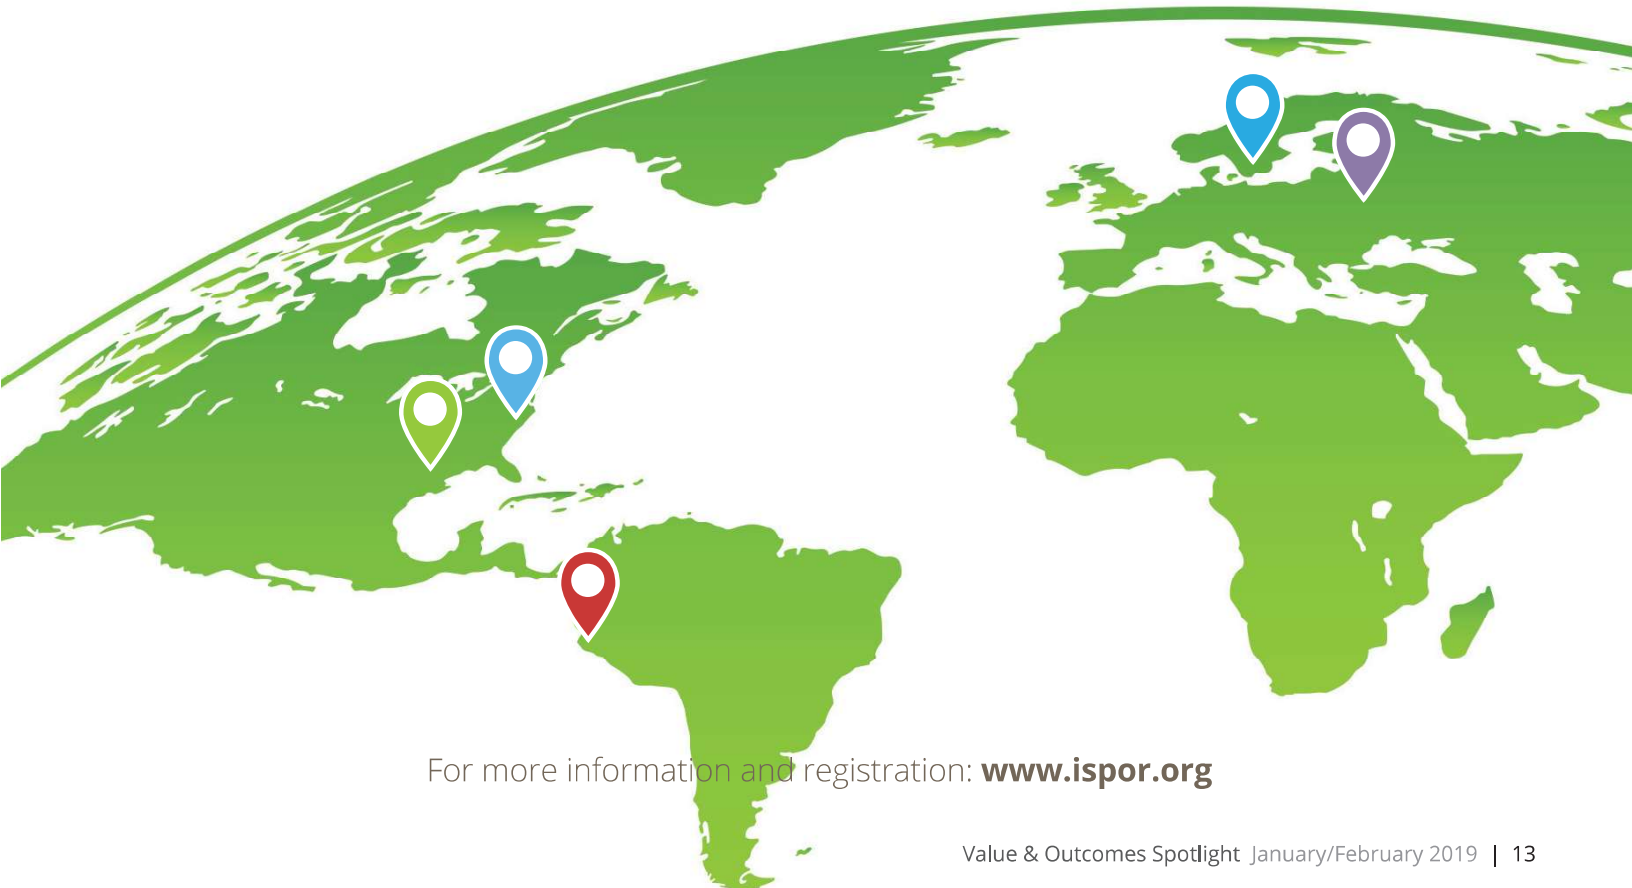 For more information and registration: www.ispor.org
Value & Outcomes Spotlight January/February 2019 | 13